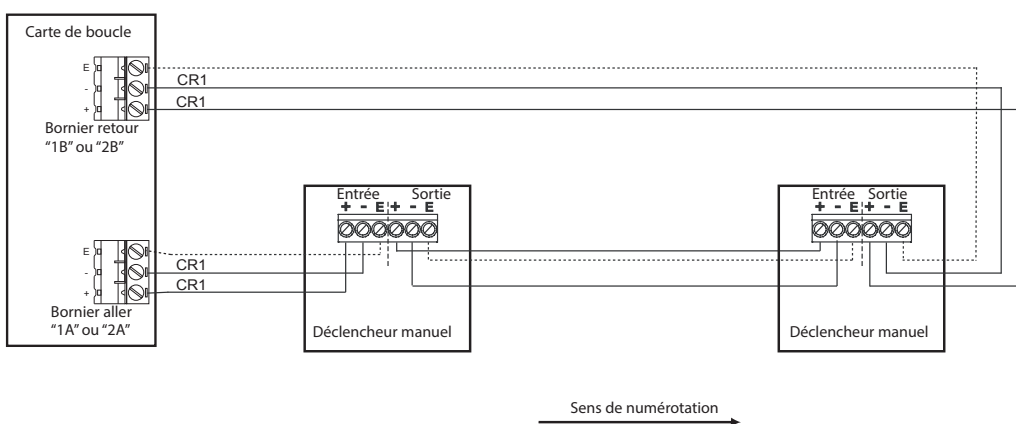 Carte de boucle
E
-
+
CR1
CR1
Bornier retour
“1B” ou “2B”
E
-
+
CR1
CR1
Bornier aller
“1A” ou “2A”
Entrée Sortie
+ - E + - E
Déclencheur manuel
Entrée Sortie
+ - E + - E
Déclencheur manuel
Sens de numérotation